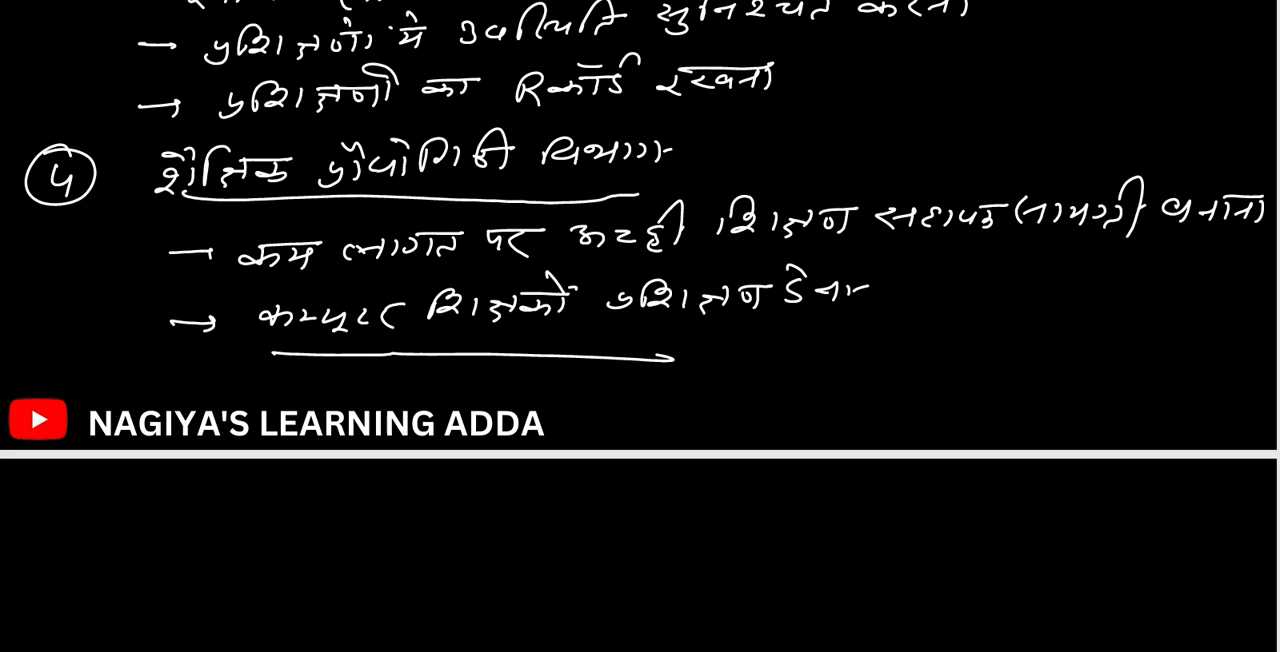 → प्रशिक्षणों में उपस्थिति सुनिश्चित करना
→ प्रशिक्षणों का Rकॉर्ड रखना
4 शैक्षिक प्रौद्योगिकी विभाग
→ कम लागत पर अच्छी शिक्षण सहायक सामग्री बनाना
→ कम्प्यूटर शिक्षकों प्रशिक्षण देना
NAGIYA'S LEARNING ADDA